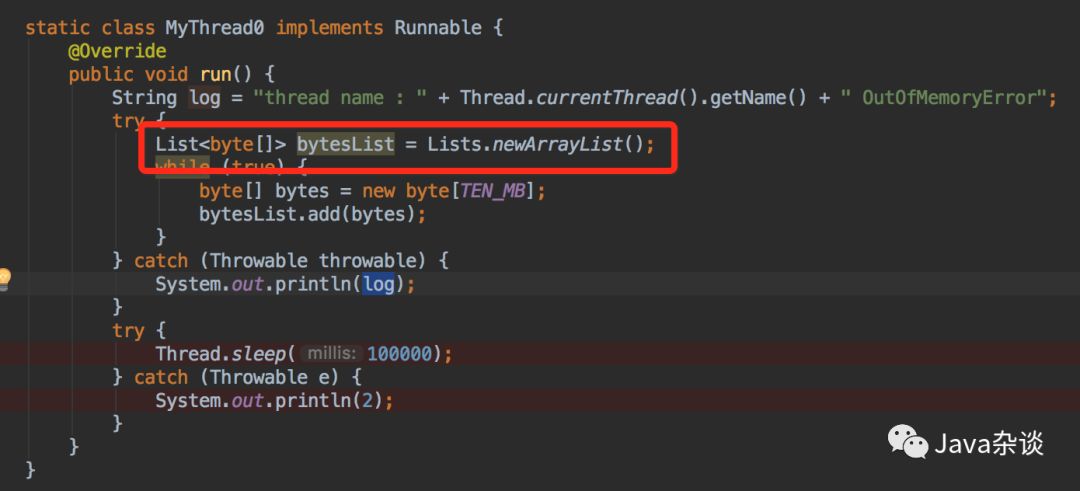 static class MyThread0 implements Runnable {
@Override
public void run() {
String log = "thread name : " + Thread.currentThread().getName() + " OutOfMemoryError";
try {
List<byte[]> bytesList = Lists.newArrayList();
while (true) {
byte[] bytes = new byte[TEN_MB];
bytesList.add(bytes);
}
} catch (Throwable throwable) {
System.out.println(log);
}
try {
Thread.sleep( millis: 100000);
} catch (Throwable e) {
System.out.println(2);
}
}
}
Java杂谈